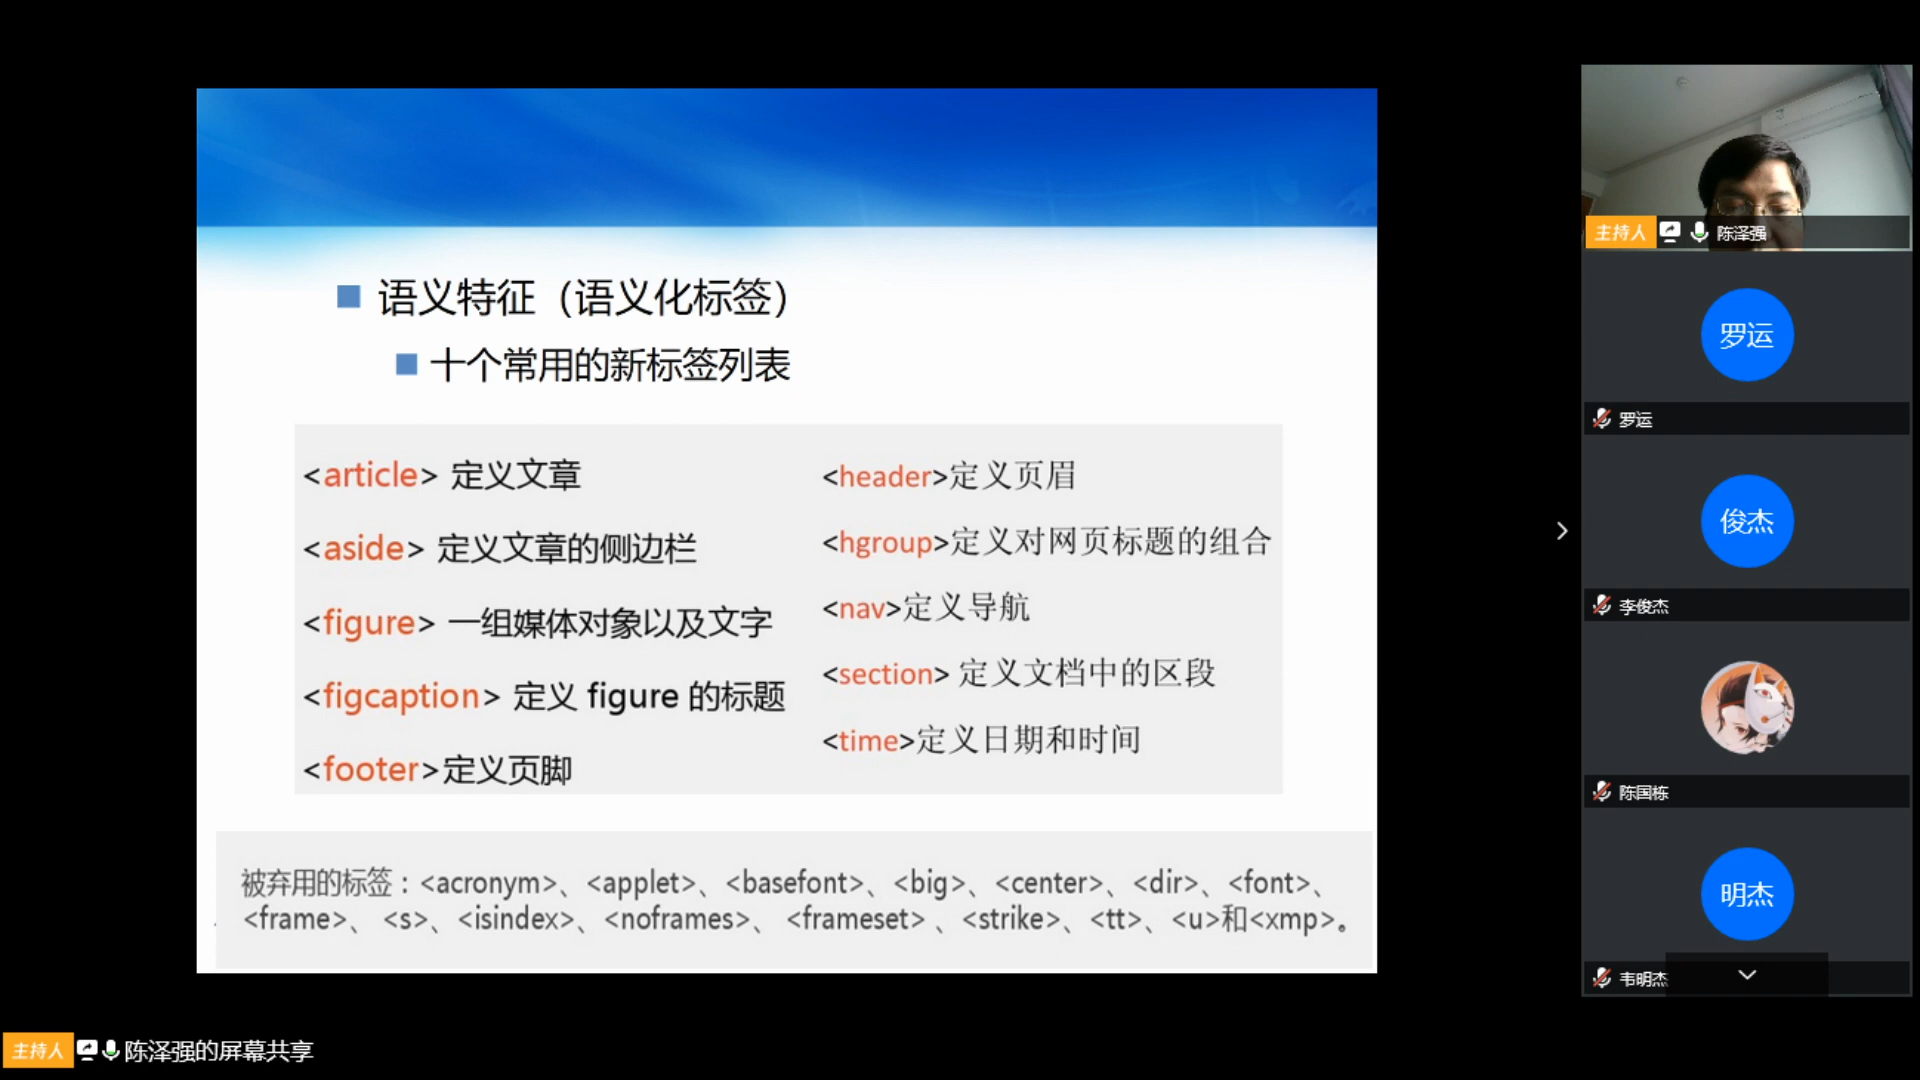 语义特征（语义化标签）
十个常用的新标签列表
<article> 定义文章
<aside> 定义文章的侧边栏
<figure> 一组媒体对象以及文字
<figcaption> 定义 figure 的标题
<footer>定义页脚
<header>定义页眉
<hgroup>定义对网页标题的组合
<nav>定义导航
<section> 定义文档中的区段
<time>定义日期和时间
被弃用的标签：<acronym>、<applet>、<basefont>、<big>、<center>、<dir>、<font>、
<frame>、 <s>、<isindex>、<noframes>、 <frameset> 、<strike>、<tt>、<u>和<xmp>。
主持人 陈泽强
罗运
罗运
俊杰
李俊杰
陈国栋
明杰
韦明杰
主持人 陈泽强的屏幕共享